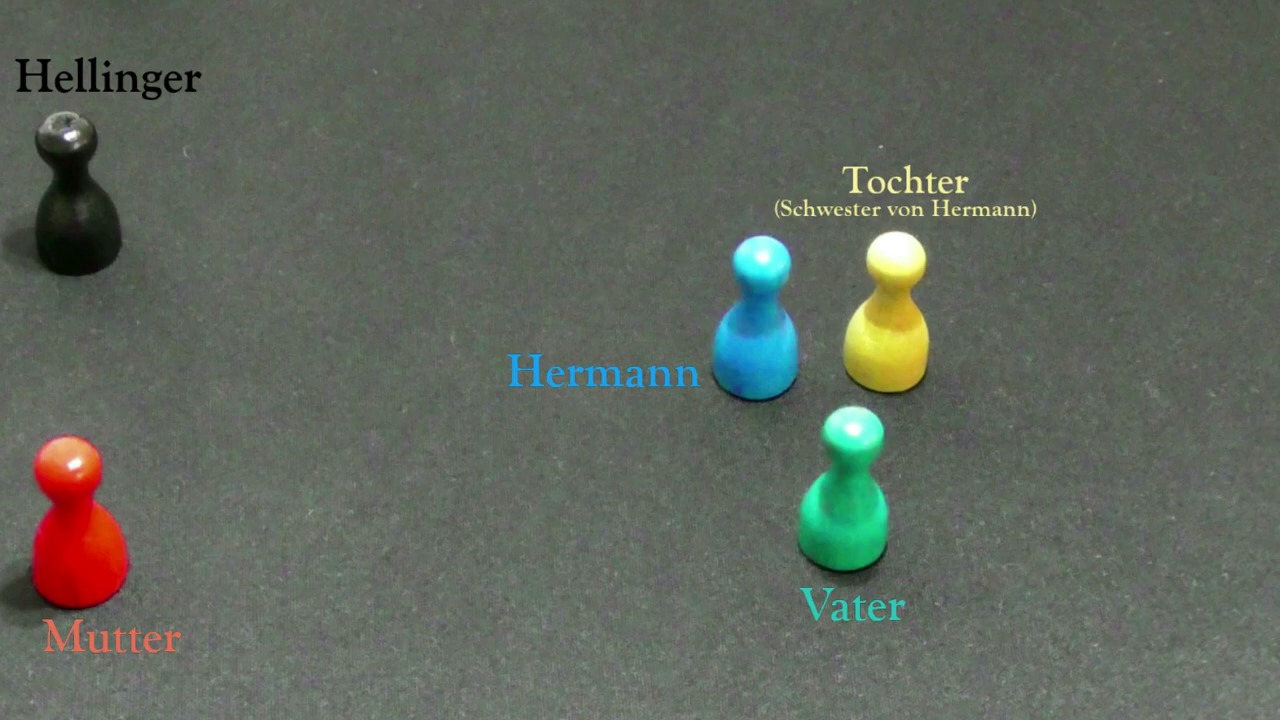 Hellinger
Tochter
(Schwester von Hermann)
Hermann
Vater
Mutter